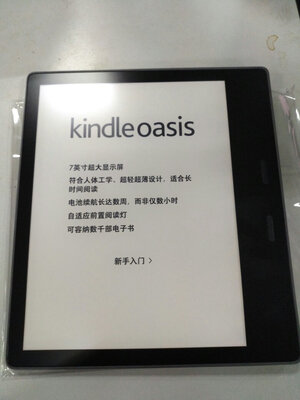 kindle oasis
7英寸超大显示屏
符合人体工学、超轻超薄设计，适合长
时间阅读
电池续航长达数周，而非仅数小时
自适应前置阅读灯
可容纳数千部电子书
新手入门 >